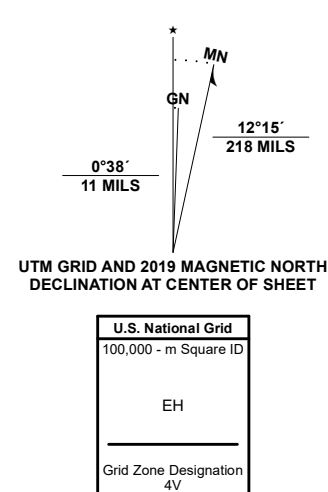 ★
MN
GN
12°15´
218 MILS
0°38´
11 MILS
UTM GRID AND 2019 MAGNETIC NORTH
DECLINATION AT CENTER OF SHEET
U.S. National Grid
100,000 - m Square ID
EH
Grid Zone Designation
4V